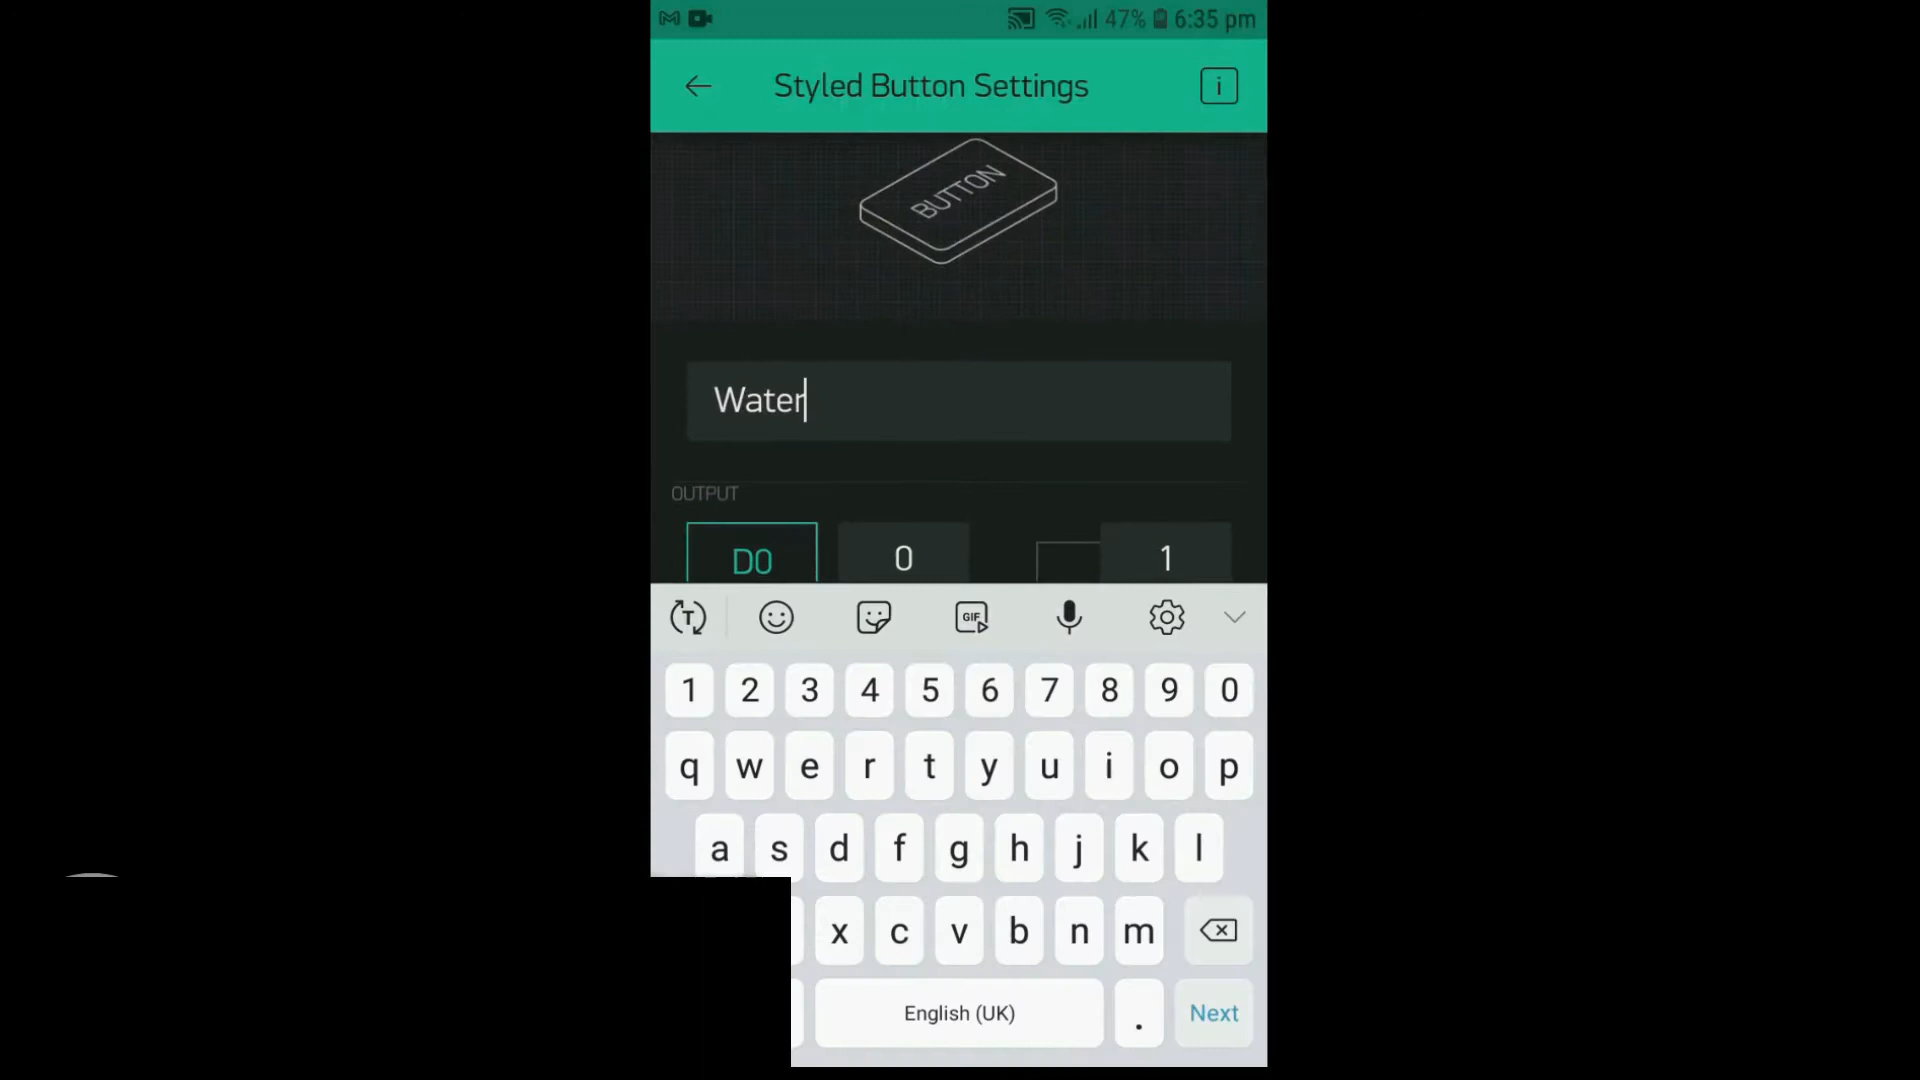 47% 6:35 pm
Styled Button Settings
i
BUTTON
Water
OUTPUT
D0 0 1
T GIF
1 2 3 4 5 6 7 8 9 0
q w e r t y u i o p
a s d f g h j k l
x c v b n m
English (UK) . Next